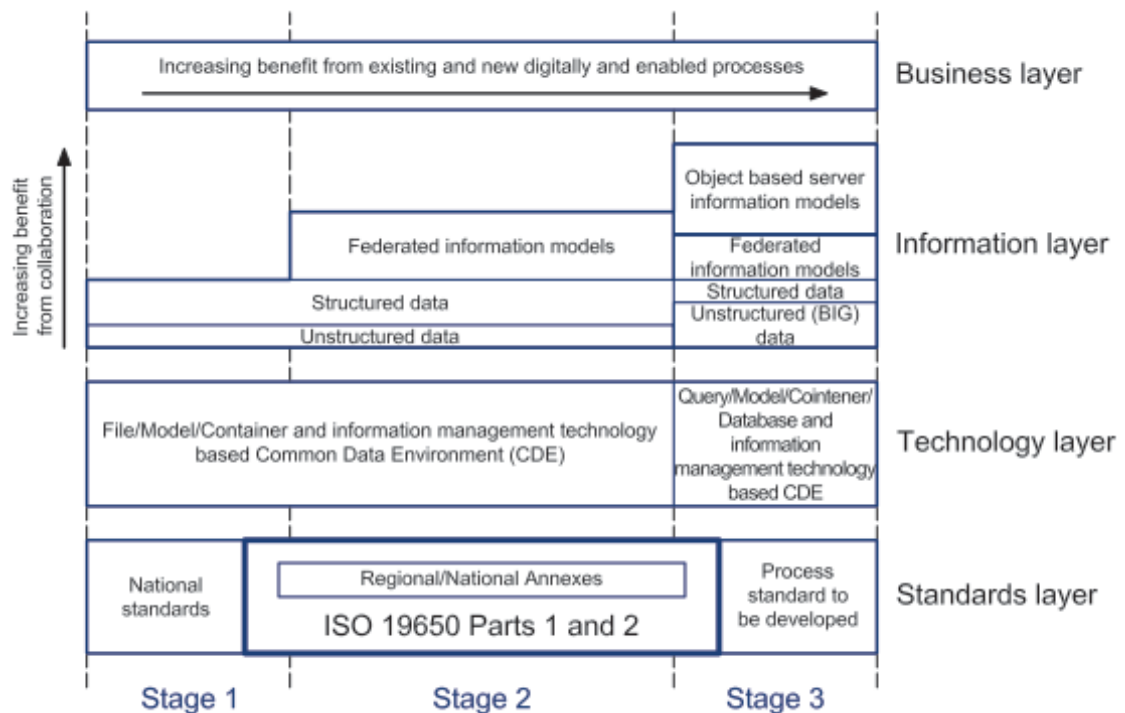 Increasing benefit from existing and new digitally and enabled processes
Business layer
Increasing benefit
from collaboration
Object based server
information models
Federated information models
Federated
information models
Information layer
Structured data
Structured data
Unstructured data
Unstructured (BIG)
data
File/Model/Container and information management technology
based Common Data Environment (CDE)
Query/Model/Cointener/
Database and
information
management technology
based CDE
Technology layer
National
standards
Regional/National Annexes
ISO 19650 Parts 1 and 2
Process
standard to
be developed
Standards layer
Stage 1
Stage 2
Stage 3